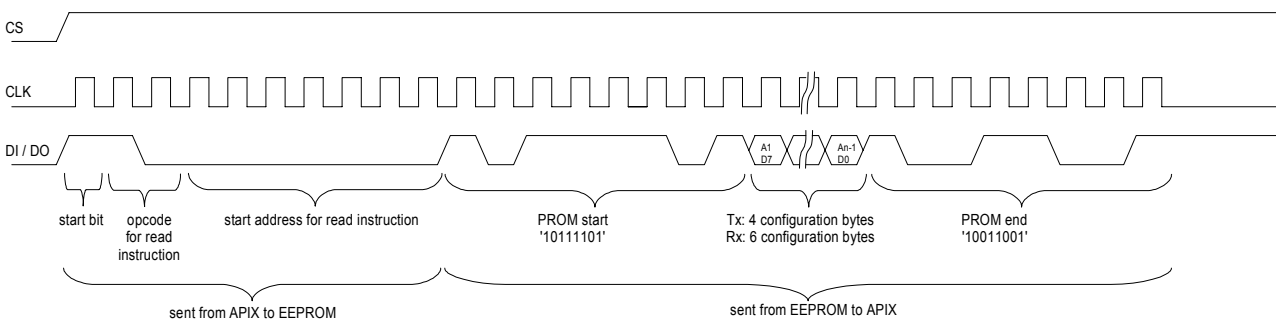 CS
CLK
DI / DO
A1
D7
An-1
D0
start bit
opcode
for read
instruction
start address for read instruction
PROM start
'10111101'
Tx: 4 configuration bytes
Rx: 6 configuration bytes
PROM end
'10011001'
sent from APIX to EEPROM
sent from EEPROM to APIX